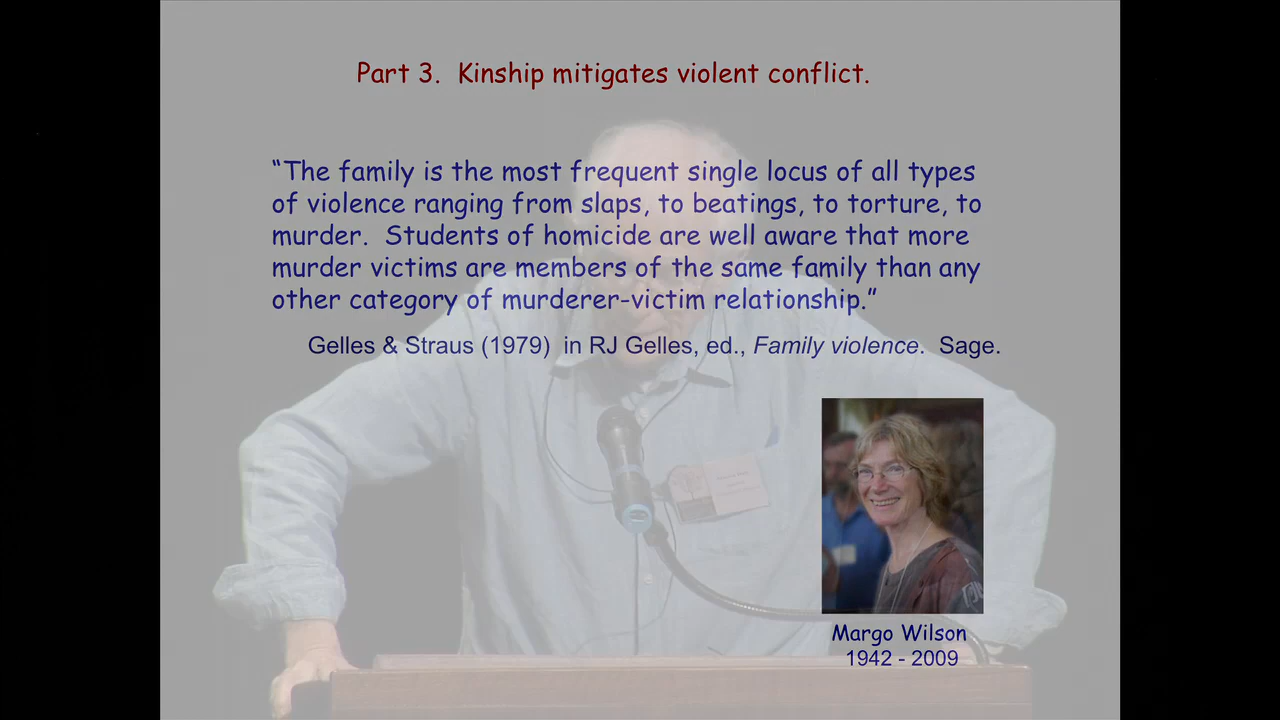 Part 3.  Kinship mitigates violent conflict.
“The family is the most frequent single locus of all types
of violence ranging from slaps, to beatings, to torture, to
murder.  Students of homicide are well aware that more
murder victims are members of the same family than any
other category of murderer-victim relationship.”
Gelles & Straus (1979)  in RJ Gelles, ed., Family violence.  Sage.
Margo Wilson
1942 - 2009